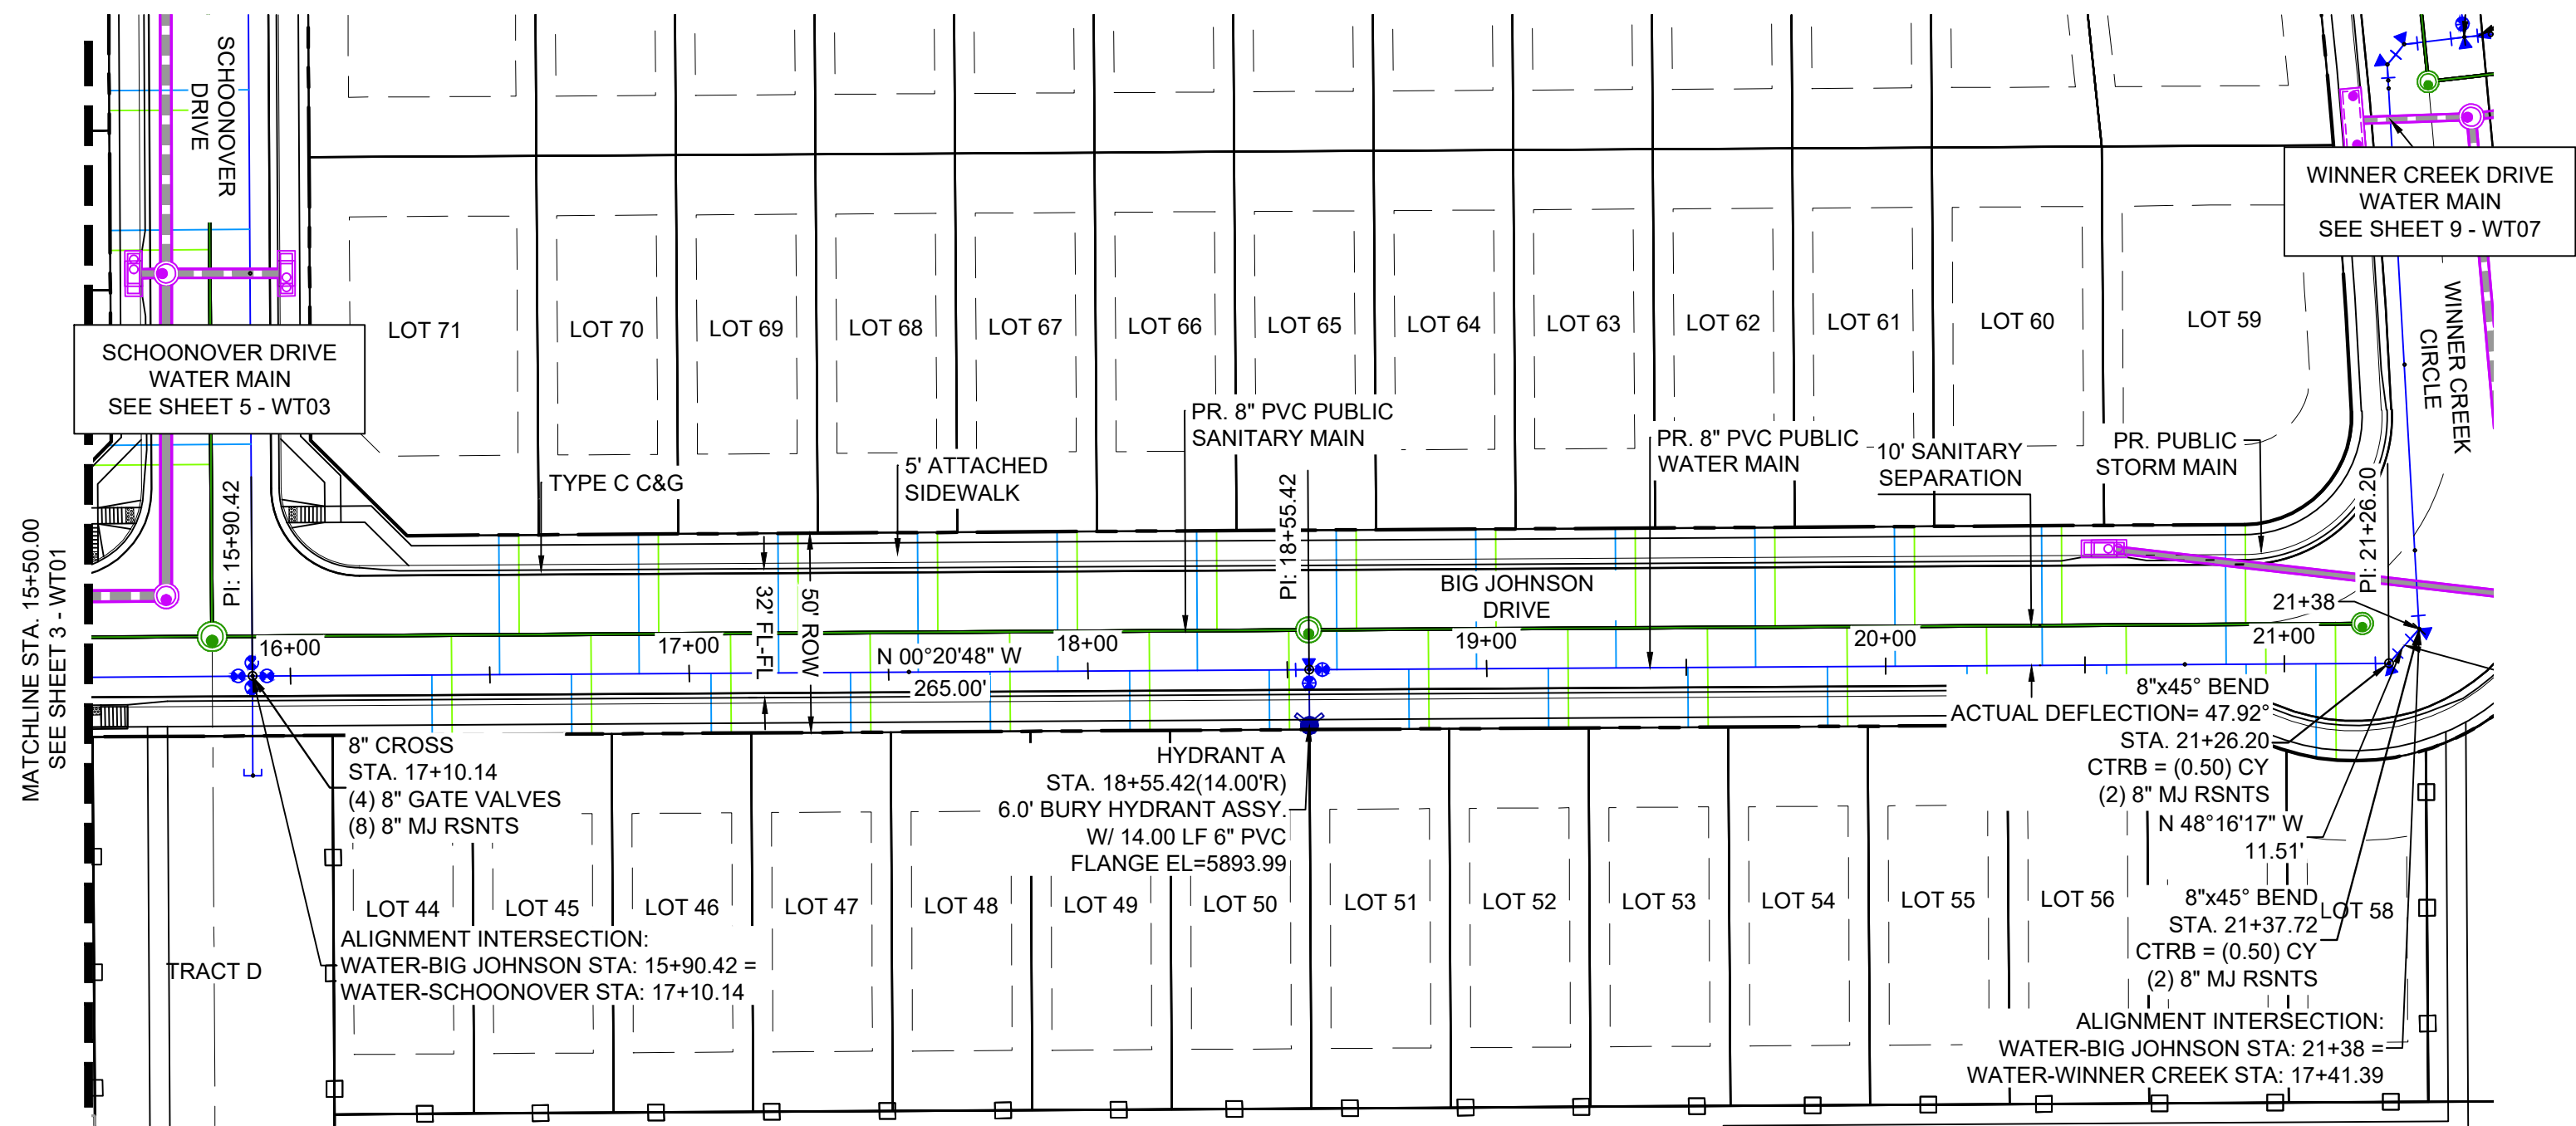 SCHOONOVER
DRIVE
SCHOONOVER DRIVE
WATER MAIN
SEE SHEET 5 - WT03
WINNER CREEK DRIVE
WATER MAIN
SEE SHEET 9 - WT07
WINNER CREEK
CIRCLE
LOT 71
LOT 70
LOT 69
LOT 68
LOT 67
LOT 66
LOT 65
LOT 64
LOT 63
LOT 62
LOT 61
LOT 60
LOT 59
TYPE C C&G
5' ATTACHED
SIDEWALK
PR. 8" PVC PUBLIC
SANITARY MAIN
PR. 8" PVC PUBLIC
WATER MAIN
10' SANITARY
SEPARATION
PR. PUBLIC
STORM MAIN
PI: 15+90.42
PI: 18+55.42
PI: 21+26.20
MATCHLINE STA. 15+50.00
SEE SHEET 3 - WT01
BIG JOHNSON
DRIVE
32' FL-FL
50' ROW
16+00
17+00
18+00
19+00
20+00
21+00
21+38
N 00°20'48" W
265.00'
8" CROSS
STA. 17+10.14
(4) 8" GATE VALVES
(8) 8" MJ RSNTS
HYDRANT A
STA. 18+55.42(14.00'R)
6.0' BURY HYDRANT ASSY.
W/ 14.00 LF 6" PVC
FLANGE EL=5893.99
8"x45° BEND
ACTUAL DEFLECTION= 47.92°
STA. 21+26.20
CTRB = (0.50) CY
(2) 8" MJ RSNTS
N 48°16'17" W
11.51'
8"x45° BEND
STA. 21+37.72
CTRB = (0.50) CY
(2) 8" MJ RSNTS
LOT 44
LOT 45
LOT 46
LOT 47
LOT 48
LOT 49
LOT 50
LOT 51
LOT 52
LOT 53
LOT 54
LOT 55
LOT 56
LOT 58
TRACT D
ALIGNMENT INTERSECTION:
WATER-BIG JOHNSON STA: 15+90.42 =
WATER-SCHOONOVER STA: 17+10.14
ALIGNMENT INTERSECTION:
WATER-BIG JOHNSON STA: 21+38 =
WATER-WINNER CREEK STA: 17+41.39